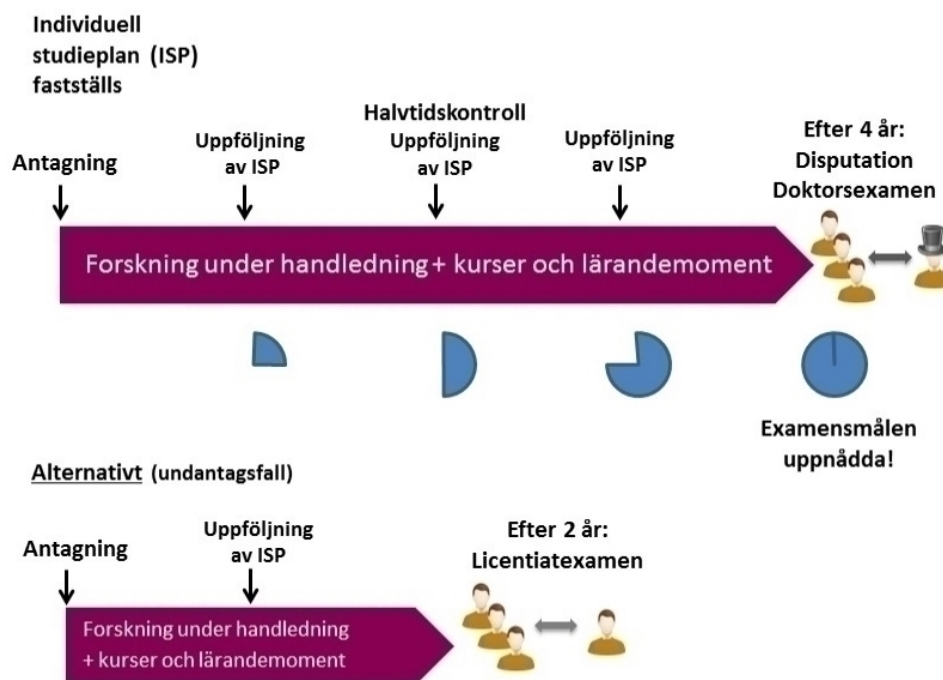 Individuell
studieplan (ISP)
fastställs
Antagning
Uppföljning
av ISP
Halvtidskontroll
Uppföljning
av ISP
Uppföljning
av ISP
Efter 4 år:
Disputation
Doktorsexamen
Forskning under handledning + kurser och lärandemoment
Examensmålen
uppnådda!
Alternativt (undantagsfall)
Antagning
Uppföljning
av ISP
Efter 2 år:
Licentiatexamen
Forskning under handledning
+ kurser och lärandemoment